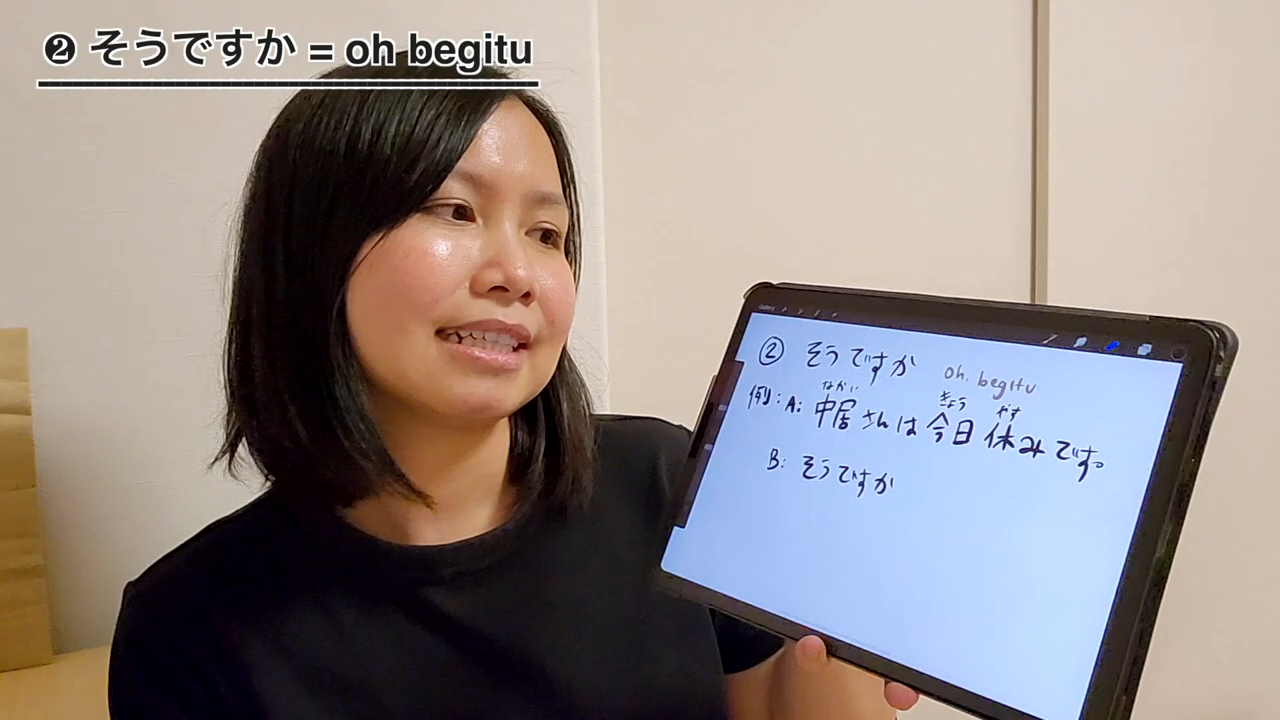 ❷ そうですか = oh begitu
② そうですか
oh. begitu
なかい きょう やす
例: A: 中居さんは今日休みです。
B: そうですか